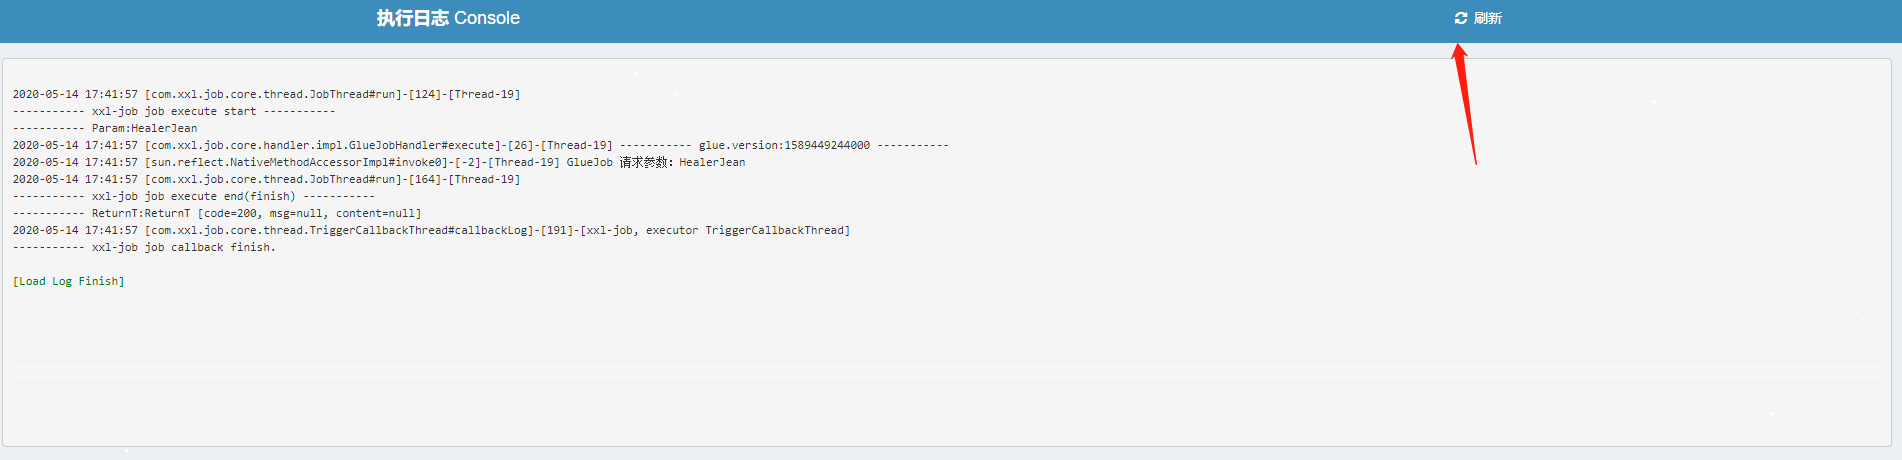 执行日志 Console
刷新
2020-05-14 17:41:57 [com.xxl.job.core.thread.JobThread#run]-[124]-[Thread-19]
----------- xxl-job job execute start -----------
----------- Param:HealerJean
2020-05-14 17:41:57 [com.xxl.job.core.handler.impl.GlueJobHandler#execute]-[26]-[Thread-19] ----------- glue.version:1589449244000 -----------
2020-05-14 17:41:57 [sun.reflect.NativeMethodAccessorImpl#invoke0]-[-2]-[Thread-19] GlueJob 请求参数：HealerJean
2020-05-14 17:41:57 [com.xxl.job.core.thread.JobThread#run]-[164]-[Thread-19]
----------- xxl-job job execute end(finish) -----------
----------- ReturnT:ReturnT [code=200, msg=null, content=null]
2020-05-14 17:41:57 [com.xxl.job.core.thread.TriggerCallbackThread#callbackLog]-[191]-[xxl-job, executor TriggerCallbackThread]
----------- xxl-job job callback finish.
[Load Log Finish]